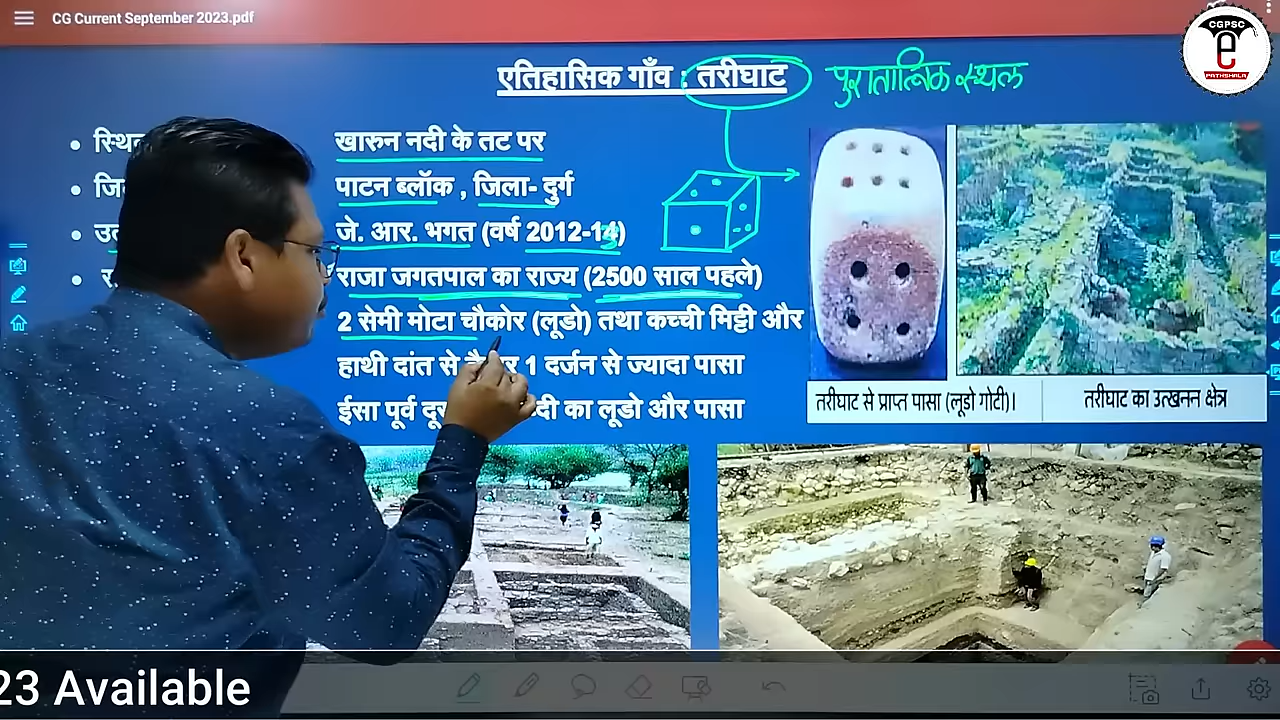 CG Current September 2023.pdf
CGPSC
e
PATHSHALA
एतिहासिक गाँव : तरीघाट पुरातात्विक स्थल
खारुन नदी के तट पर
पाटन ब्लॉक , जिला- दुर्ग
जे. आर. भगत (वर्ष 2012-13)
राजा जगतपाल का राज्य (2500 साल पहले)
2 सेमी मोटा चौकोर (लूडो) तथा कच्ची मिट्टी और
हाथी दांत से 1 दर्जन से ज्यादा पासा
ईसा पूर्व का लूडो और पासा
तरीघाट से प्राप्त पासा (लूडो गोटी)।
तरीघाट का उत्खनन क्षेत्र
23 Available